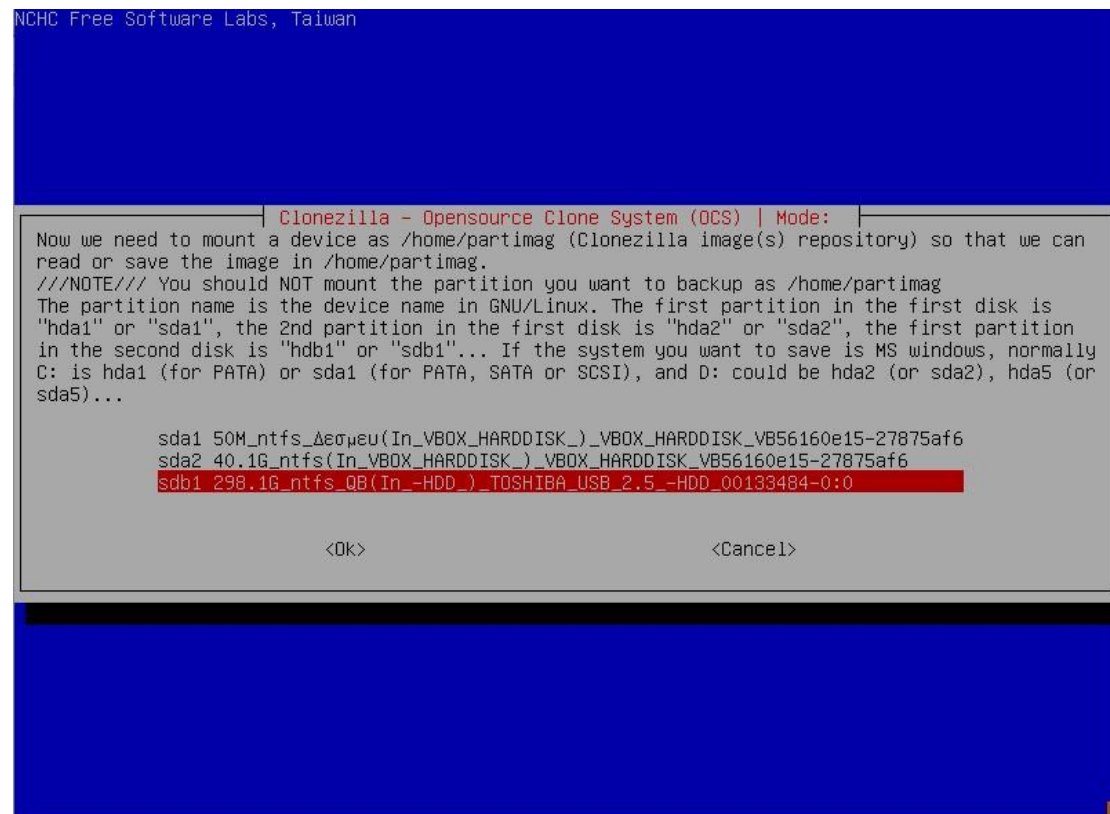 NCHC Free Software Labs, Taiwan
Clonezilla - Opensource Clone System (OCS) | Mode:
Now we need to mount a device as /home/partimag (Clonezilla image(s) repository) so that we can
read or save the image in /home/partimag.
///NOTE/// You should NOT mount the partition you want to backup as /home/partimag
The partition name is the device name in GNU/Linux. The first partition in the first disk is
"hda1" or "sda1", the 2nd partition in the first disk is "hda2" or "sda2", the first partition
in the second disk is "hdb1" or "sdb1"... If the system you want to save is MS windows, normally
C: is hda1 (for PATA) or sda1 (for PATA, SATA or SCSI), and D: could be hda2 (or sda2), hda5 (or
sda5)...
sda1 50M_ntfs_Δεσμευ(In_VBOX_HARDDISK_)_VBOX_HARDDISK_VB56160e15-27875af6
sda2 40.1G_ntfs(In_VBOX_HARDDISK_)_VBOX_HARDDISK_VB56160e15-27875af6
sdb1 298.1G_ntfs_QB(In_-HDD_)_TOSHIBA_USB_2.5_-HDD_00133484-0:0
<Ok> <Cancel>